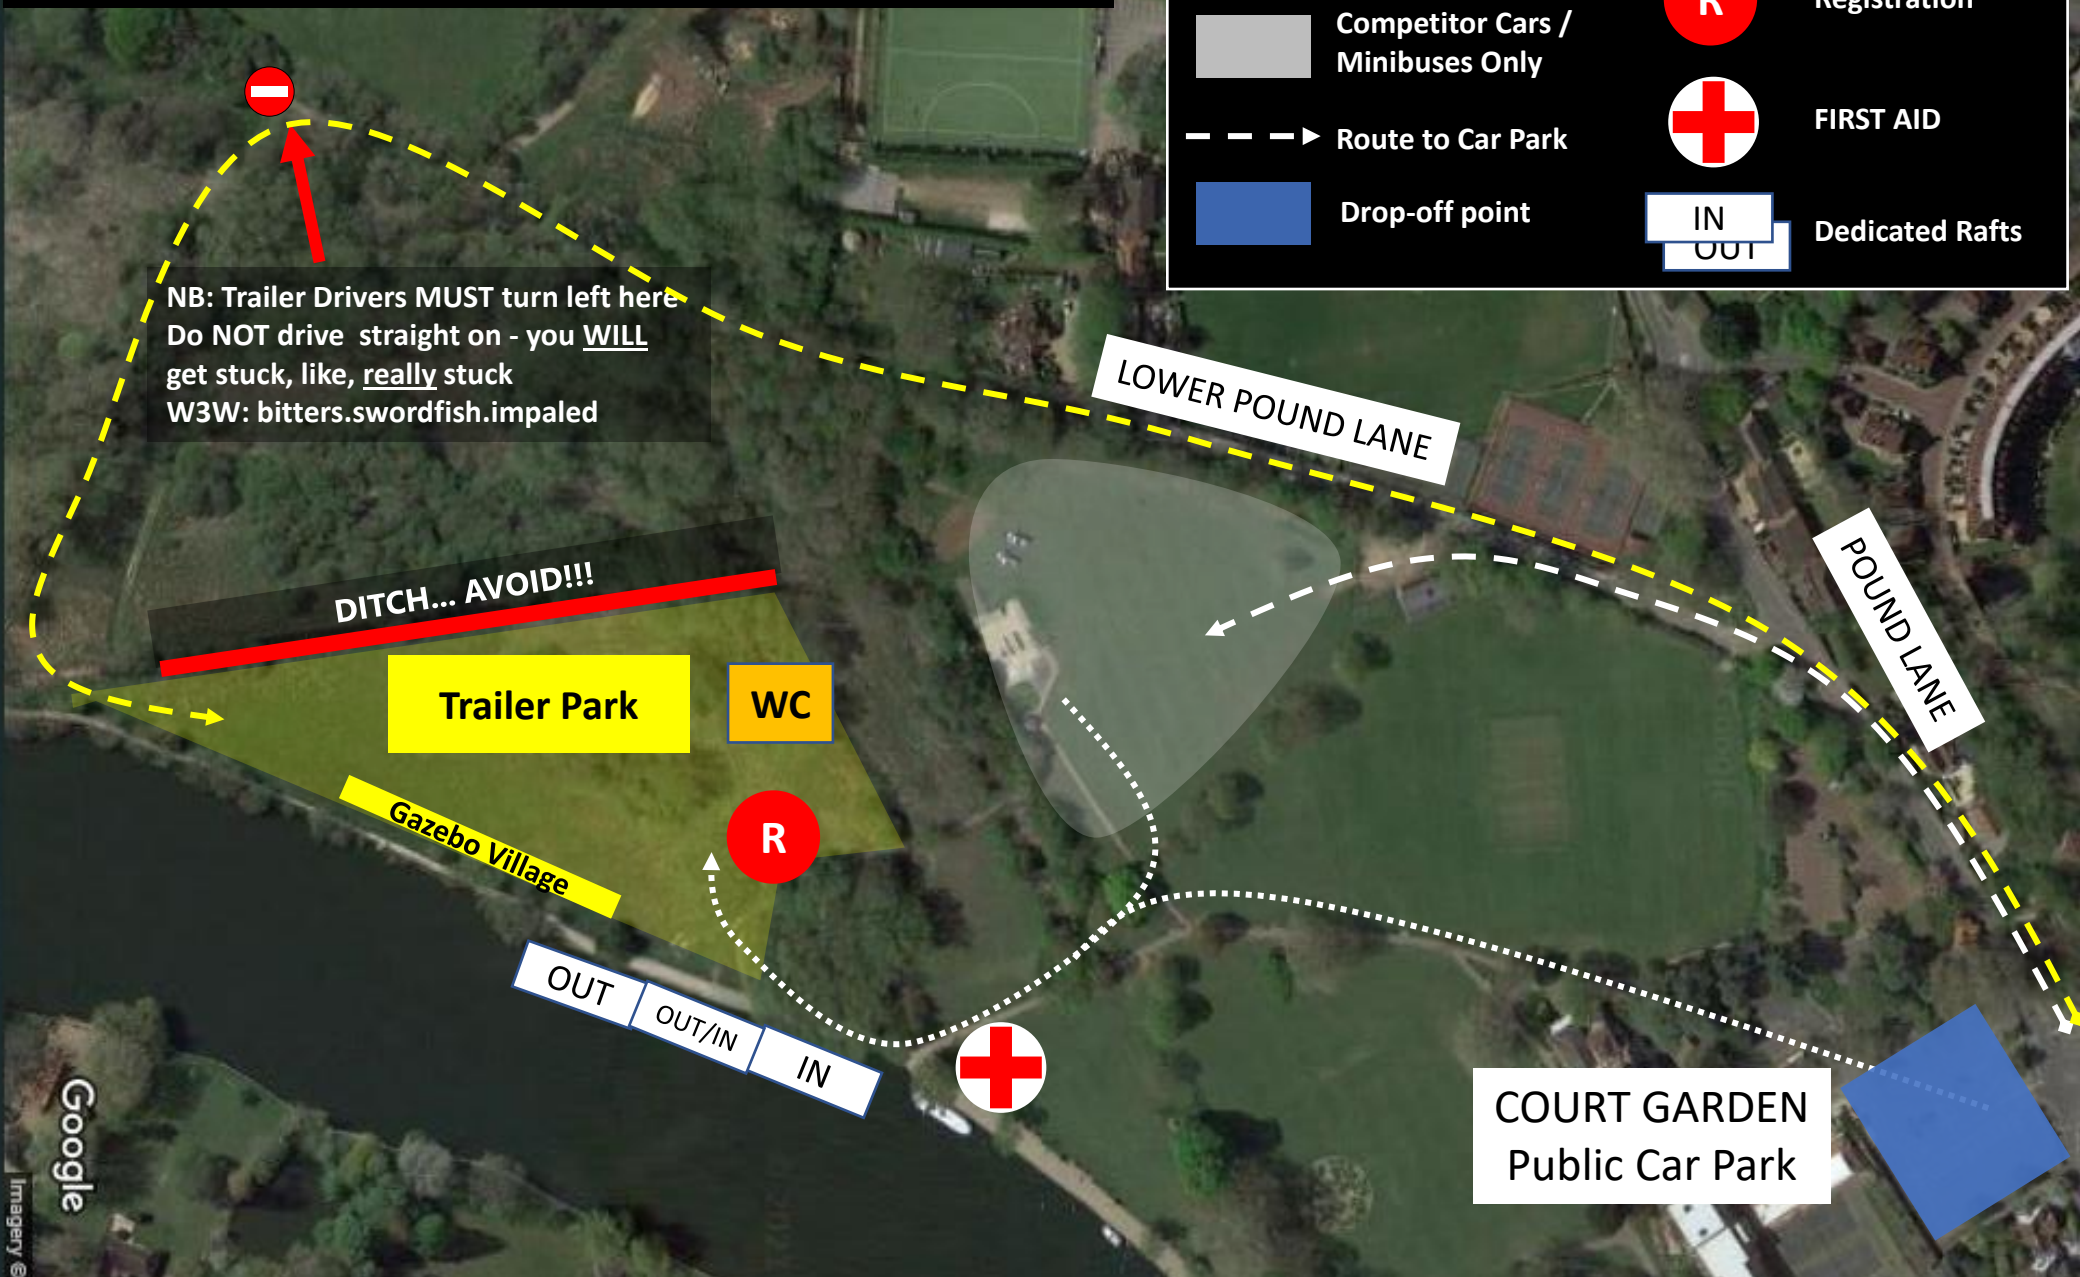 Competitor Cars /
Minibuses Only
Route to Car Park
Drop-off point
R
Registration
FIRST AID
IN
OUT
Dedicated Rafts
NB: Trailer Drivers MUST turn left here
Do NOT drive  straight on - you WILL
get stuck, like, really stuck
W3W: bitters.swordfish.impaled
LOWER POUND LANE
POUND LANE
DITCH... AVOID!!!
Trailer Park
WC
R
Gazebo Village
OUT
OUT/IN
IN
COURT GARDEN
Public Car Park
Google
Imagery ©